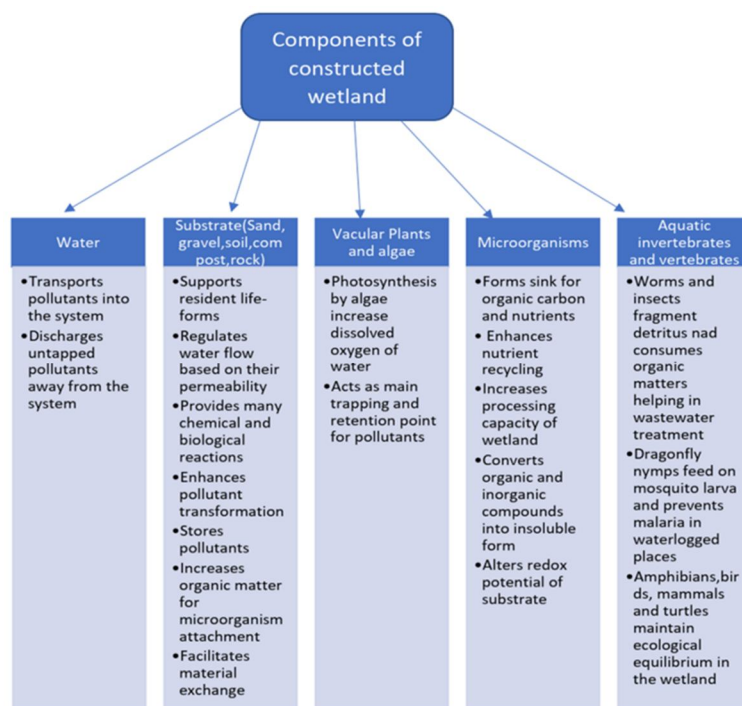 Components of
constructed
wetland
Water
•Transports
pollutants into
the system
•Discharges
untapped
pollutants
away from the
system
Substrate(Sand,
gravel,soil,com
post,rock)
•Supports
resident life-
forms
•Regulates
water flow
based on their
permeability
•Provides many
chemical and
biological
reactions
•Enhances
pollutant
transformation
•Stores
pollutants
•Increases
organic matter
for
microorganism
attachment
•Facilitates
material
exchange
Vacular Plants
and algae
•Photosynthesis
by algae
increase
dissolved
oxygen of
water
•Acts as main
trapping and
retention point
for pollutants
Microorganisms
•Forms sink for
organic carbon
and nutrients
• Enhances
nutrient
recycling
•Increases
processing
capacity of
wetland
•Converts
organic and
inorganic
compounds
into insoluble
form
•Alters redox
potential of
substrate
Aquatic
invertebrates
and vertebrates
•Worms and
insects
fragment
detritus nad
consumes
organic
matters
helping in
wastewater
treatment
•Dragonfly
nymps feed on
mosquito larva
and prevents
malaria in
waterlogged
places
•Amphibians,bir
ds, mammals
and turtles
maintain
ecological
equilibrium in
the wetland